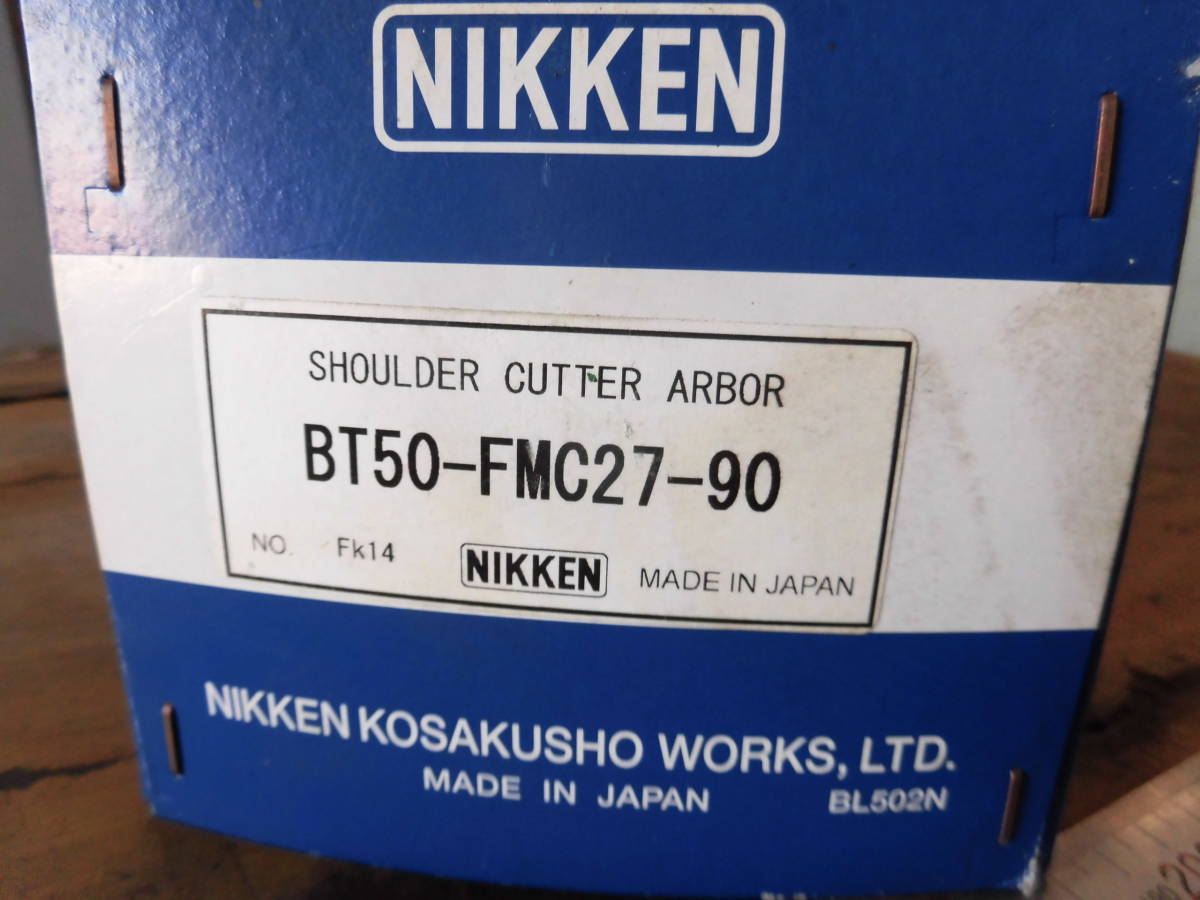 NIKKEN
SHOULDER CUTTER ARBOR
BT50-FMC27-90
NO. Fk14 NIKKEN MADE IN JAPAN
NIKKEN KOSAKUSHO WORKS, LTD.
MADE IN JAPAN BL502N